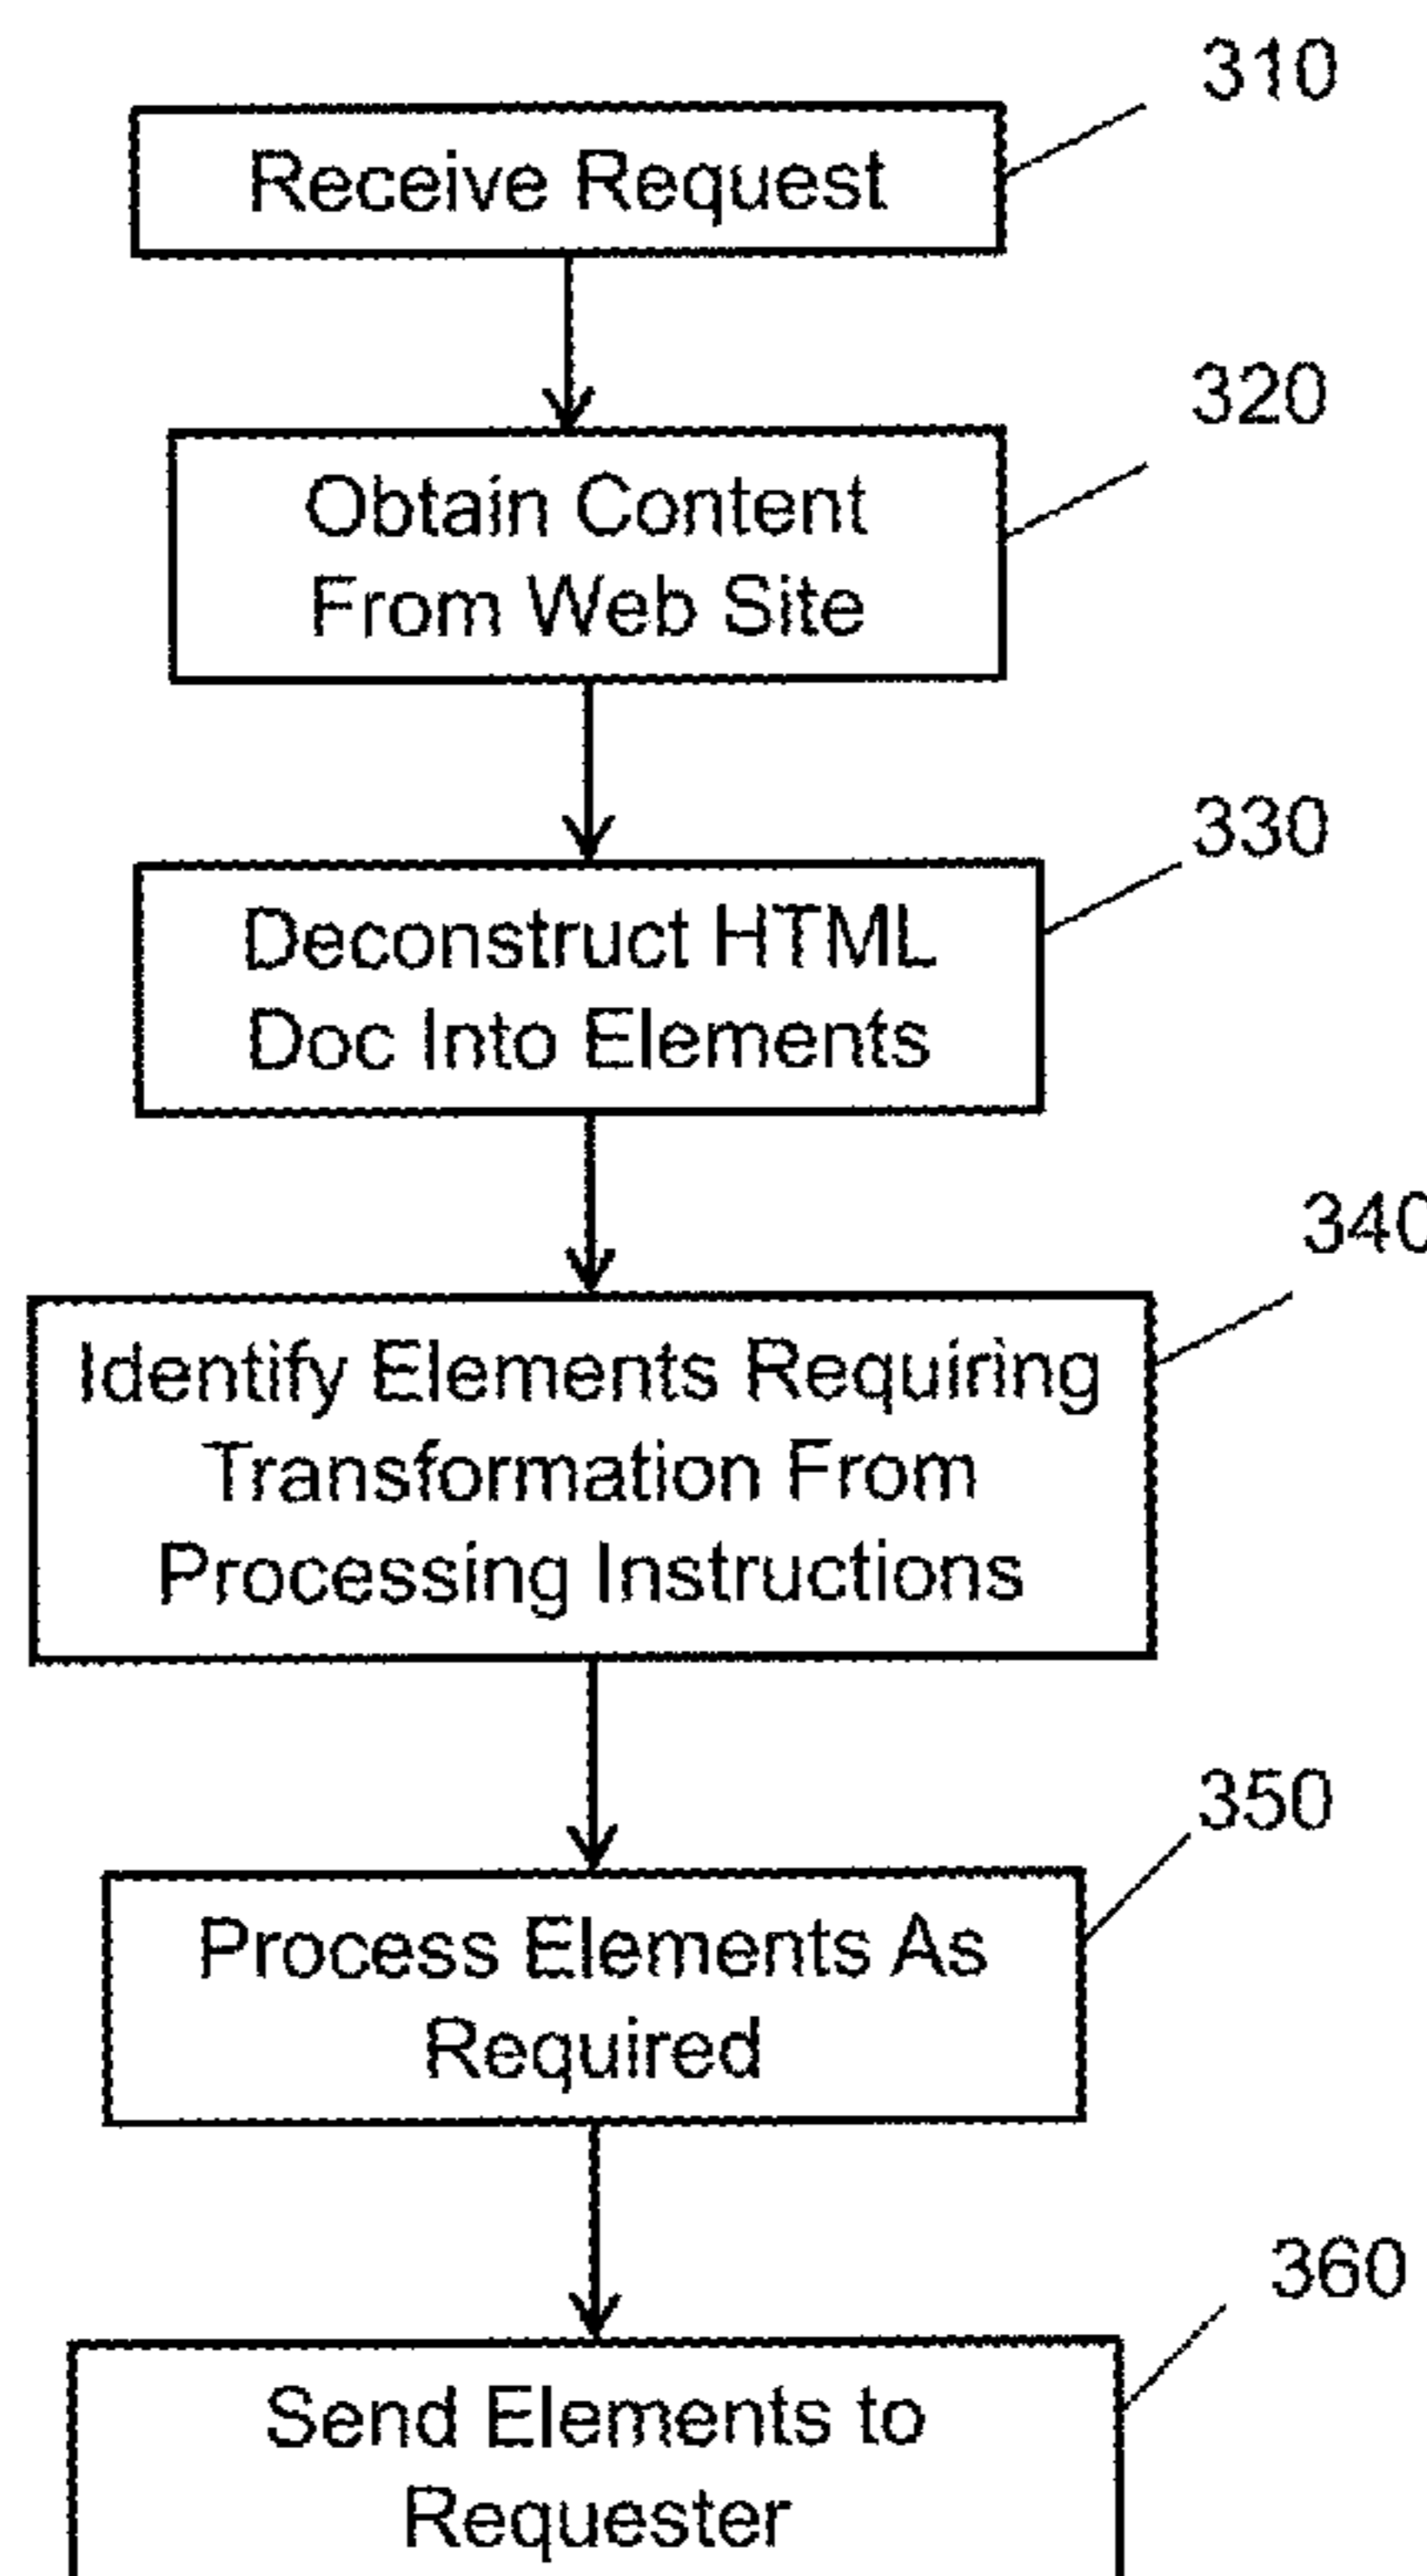 310
Receive Request
320
Obtain Content
From Web Site
330
Deconstruct HTML
Doc Into Elements
340
Identify Elements Requiring
Transformation From
Processing Instructions
350
Process Elements As
Required
360
Send Elements to
Requester